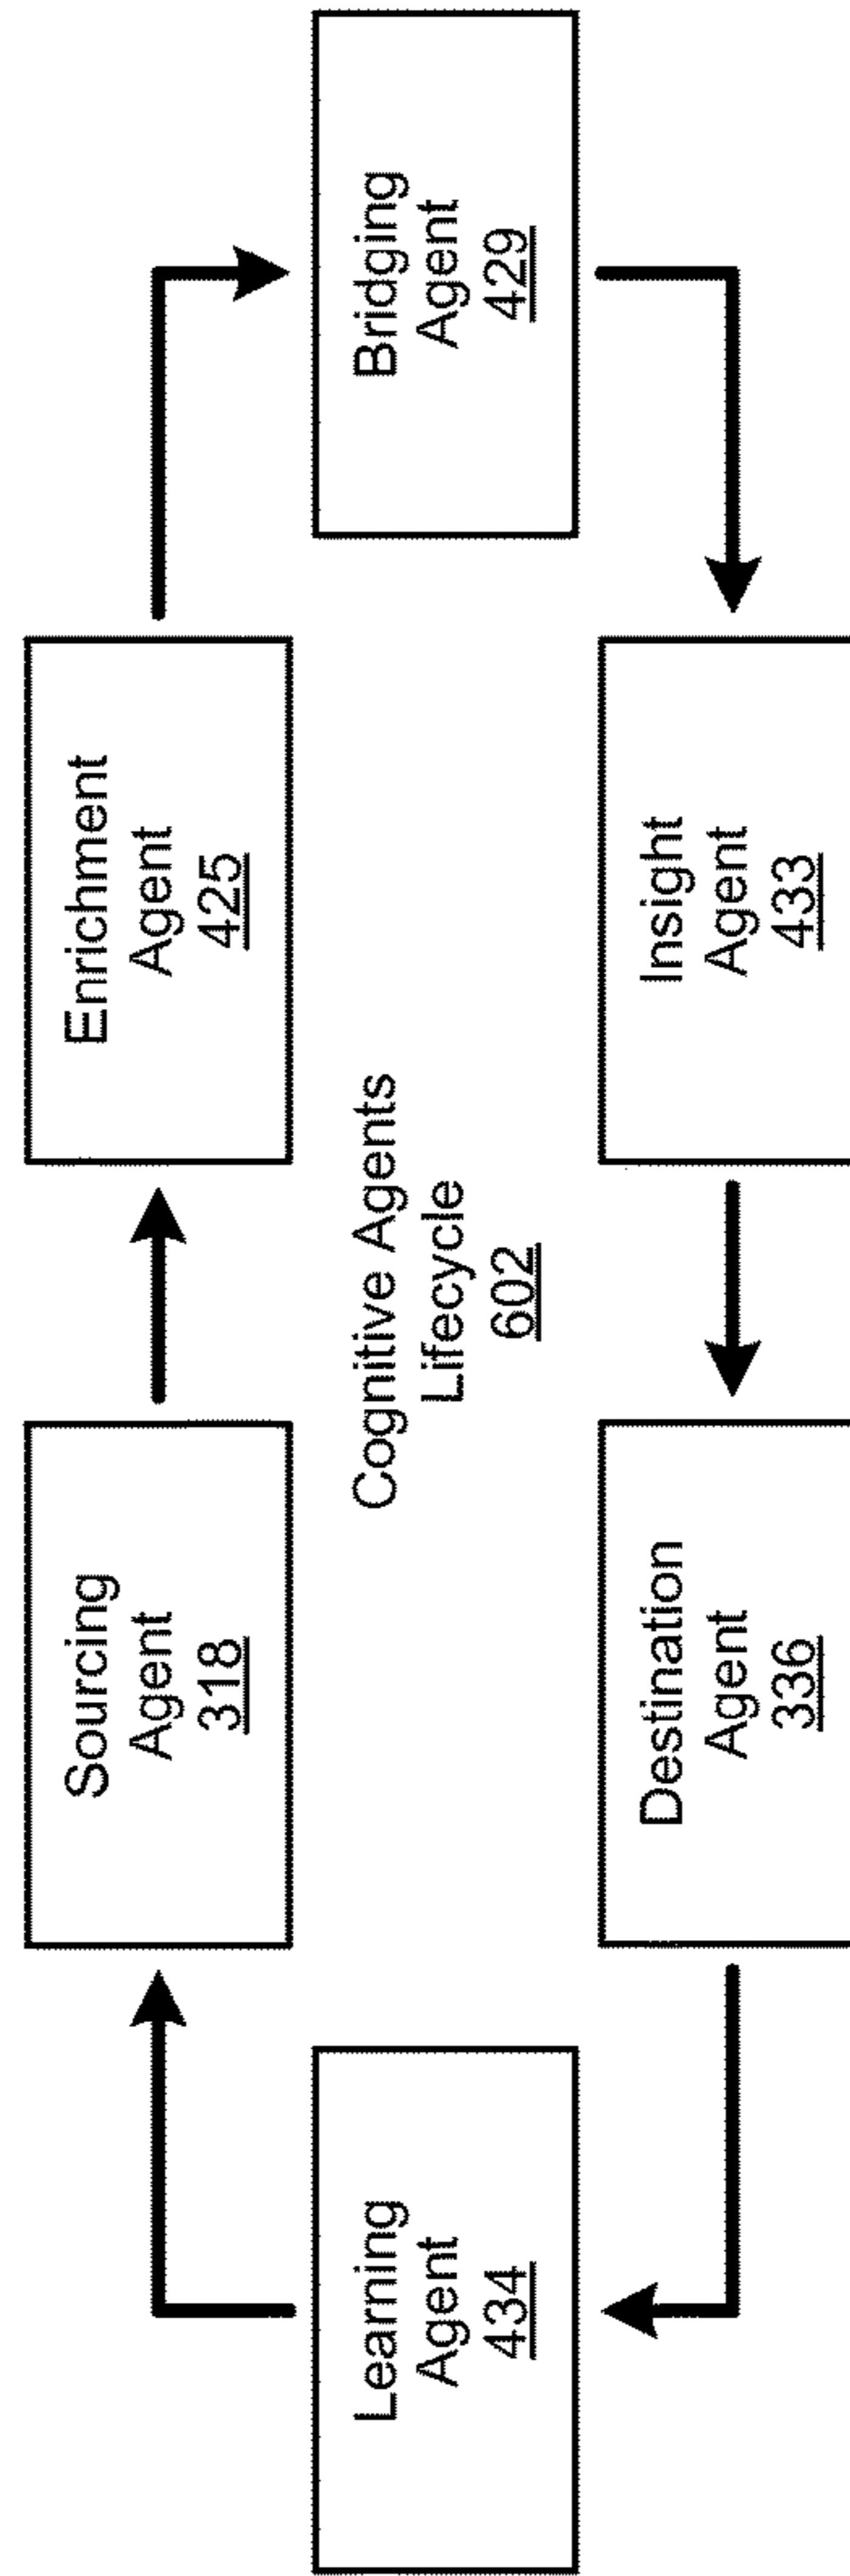 Sourcing
Agent
318
Enrichment
Agent
425
Learning
Agent
434
Cognitive Agents
Lifecycle
602
Bridging
Agent
429
Destination
Agent
336
Insight
Agent
433